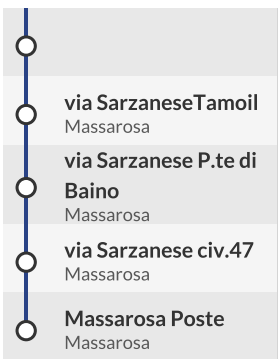 via SarzaneseTamoil
Massarosa
via Sarzanese P.te di
Baino
Massarosa
via Sarzanese civ.47
Massarosa
Massarosa Poste
Massarosa